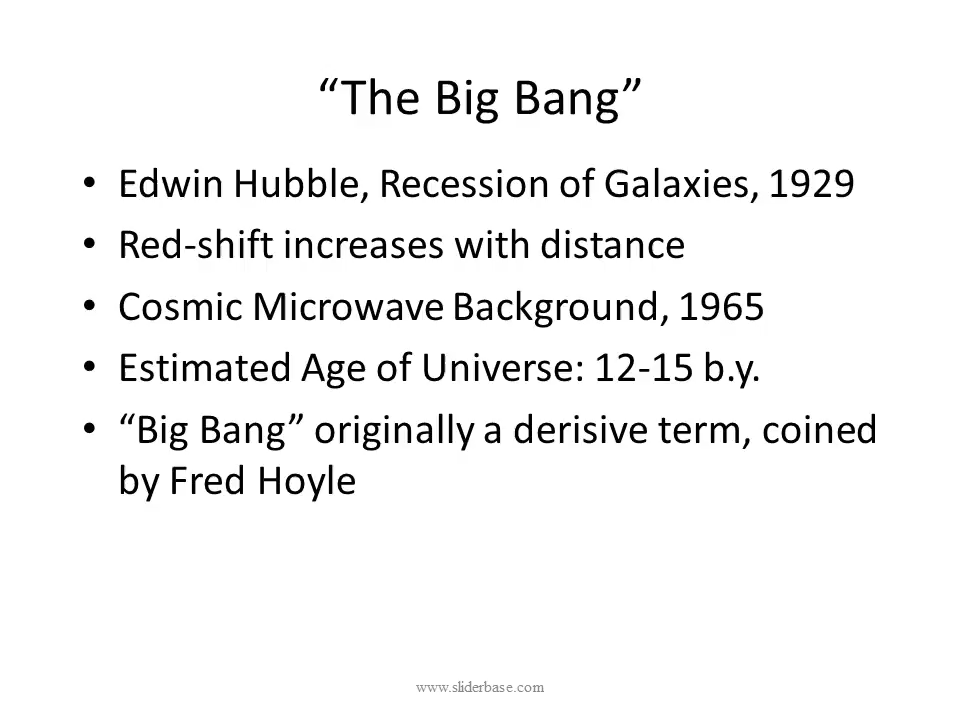 “The Big Bang”
• Edwin Hubble, Recession of Galaxies, 1929
• Red-shift increases with distance
• Cosmic Microwave Background, 1965
• Estimated Age of Universe: 12-15 b.y.
• “Big Bang” originally a derisive term, coined
by Fred Hoyle
www.sliderbase.com